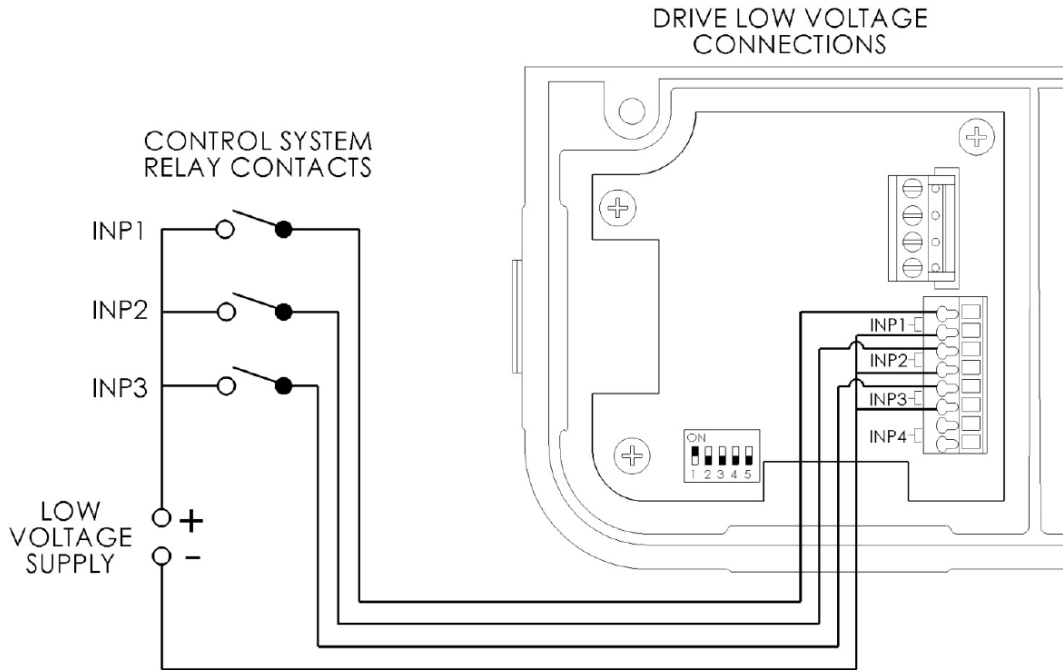 DRIVE LOW VOLTAGE
CONNECTIONS
CONTROL SYSTEM
RELAY CONTACTS
INP1
INP2
INP3
LOW
VOLTAGE
SUPPLY
+
-
INP1
INP2
INP3
INP4
ON
1 2 3 4 5